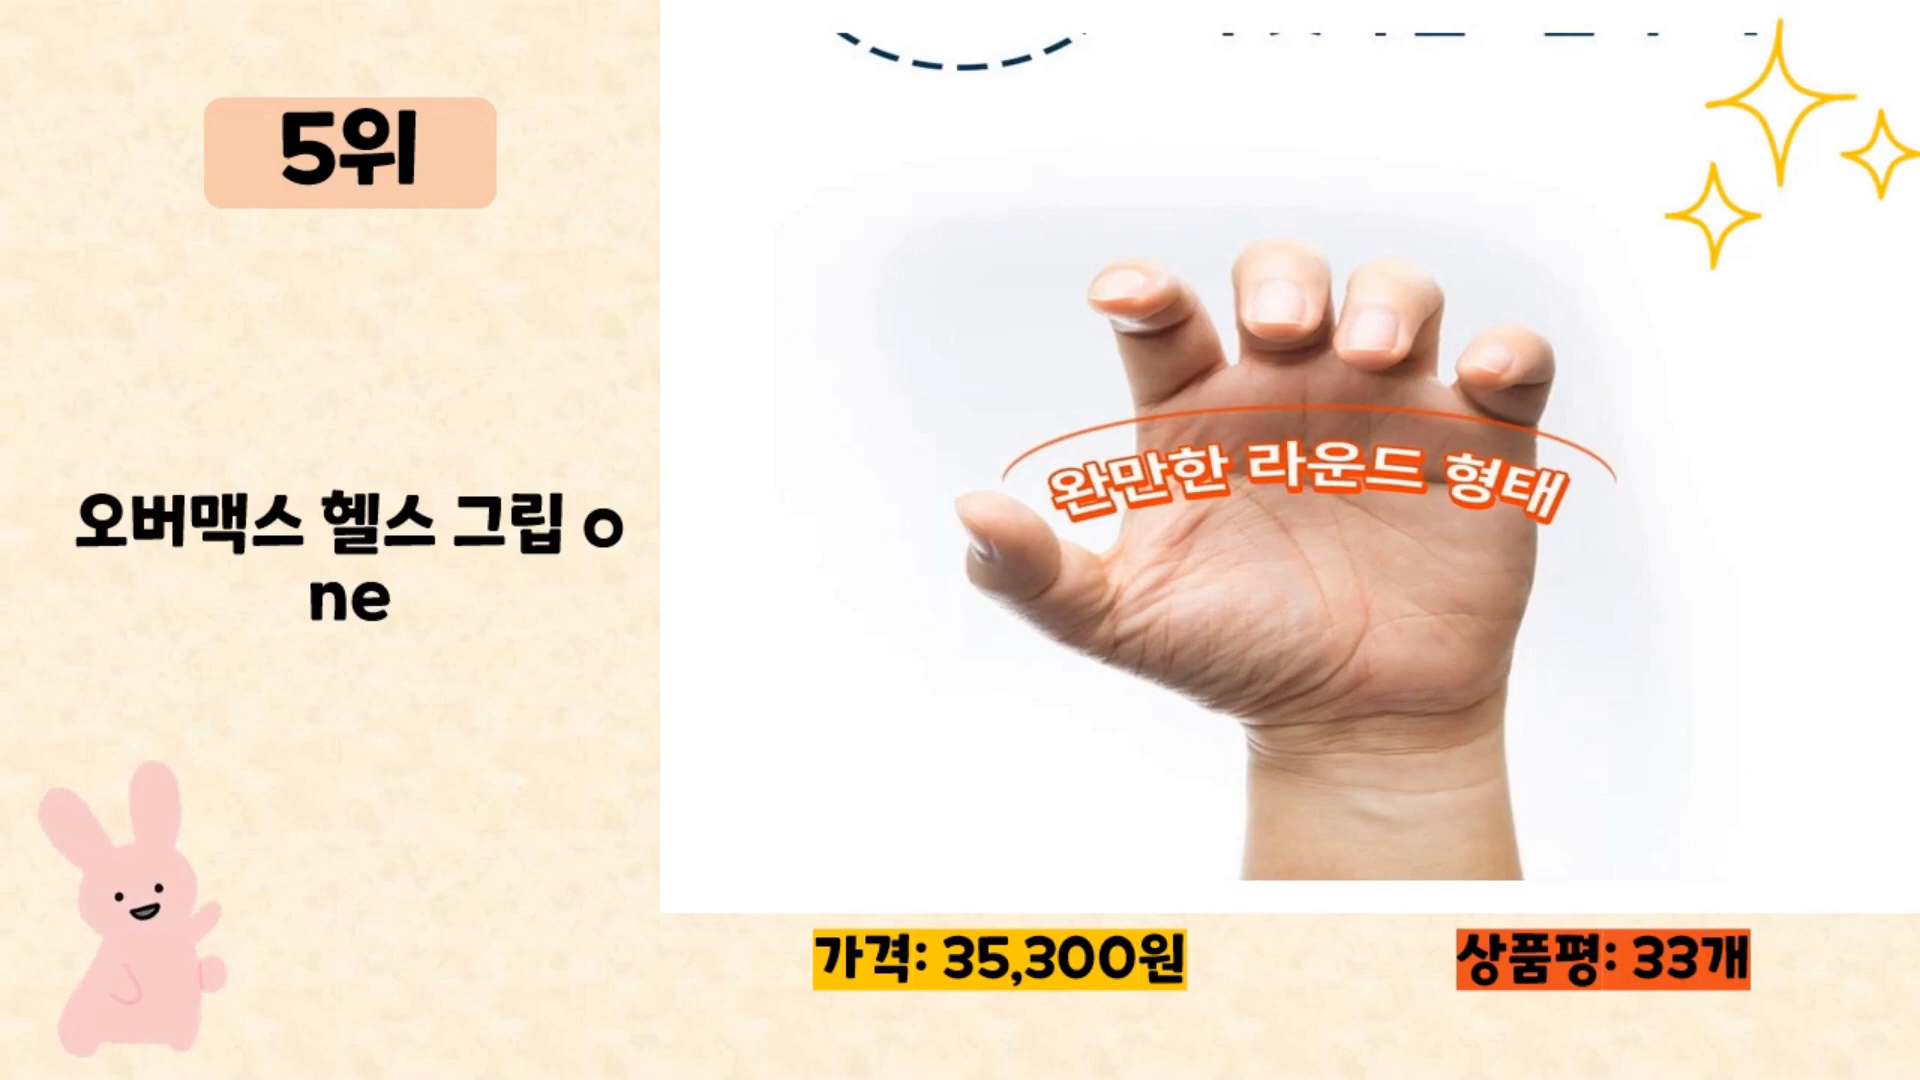 5위
오버맥스 헬스 그립 o
ne
완만한 라운드 형태
가격: 35,300원
상품평: 33개